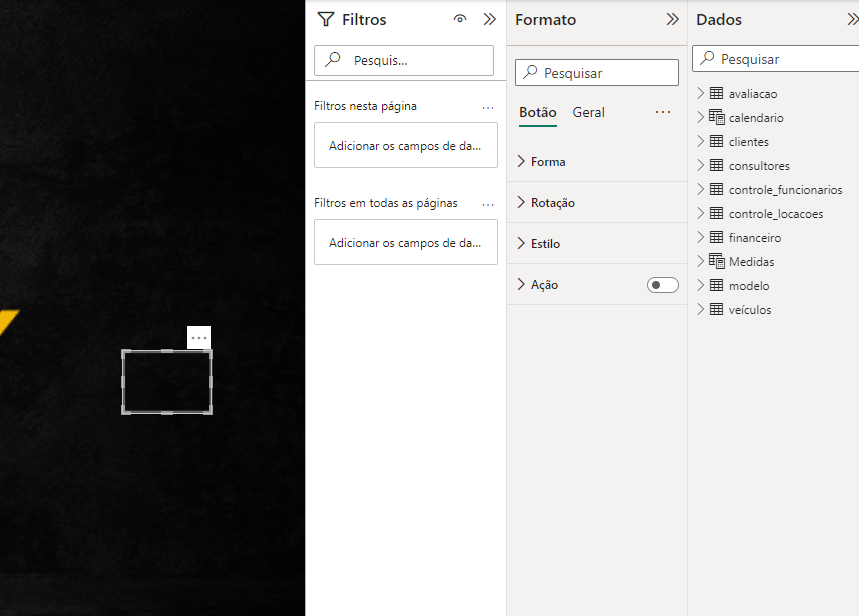 Filtros
Pesquis...
Filtros nesta página
Adicionar os campos de da...
Filtros em todas as páginas
Adicionar os campos de da...
Formato
Pesquisar
Botão Geral
Forma
Rotação
Estilo
Ação
Dados
Pesquisar
avaliacao
calendario
clientes
consultores
controle_funcionarios
controle_locacoes
financeiro
Medidas
modelo
veículos